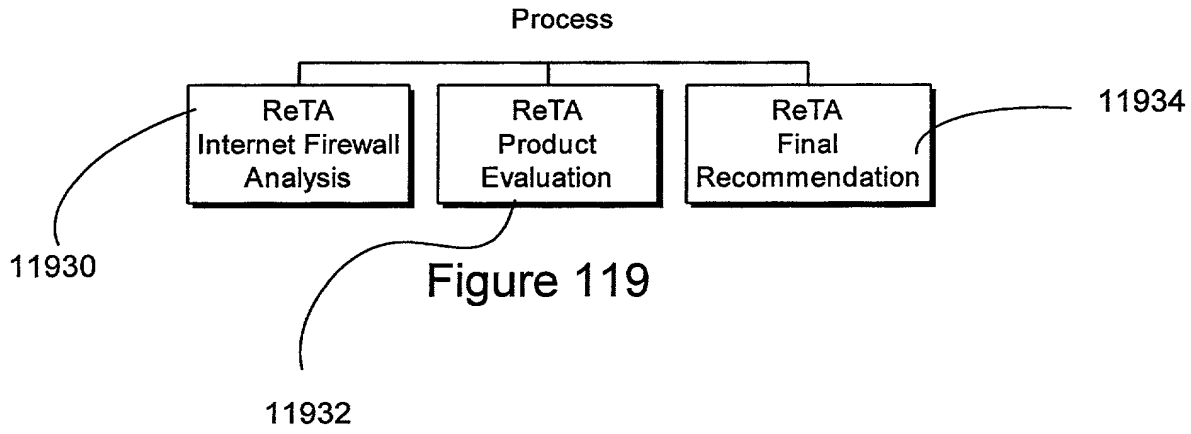 Process
ReTA
Internet Firewall
Analysis
ReTA
Product
Evaluation
ReTA
Final
Recommendation
11934
11930
Figure 119
11932